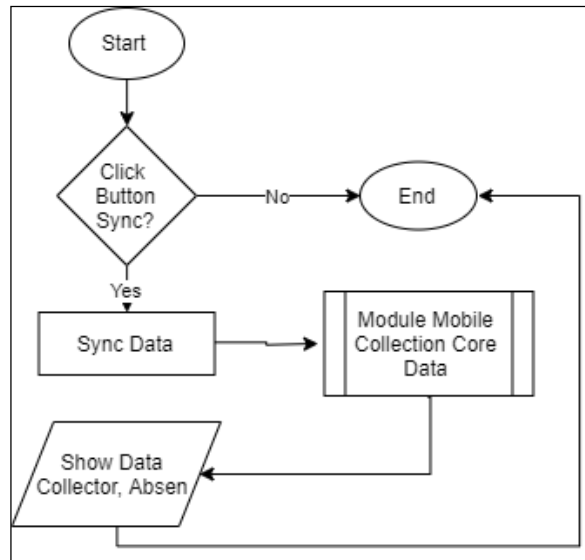 Start
Click
Button
Sync?
No
End
Yes
Sync Data
Module Mobile
Collection Core
Data
Show Data
Collector, Absen